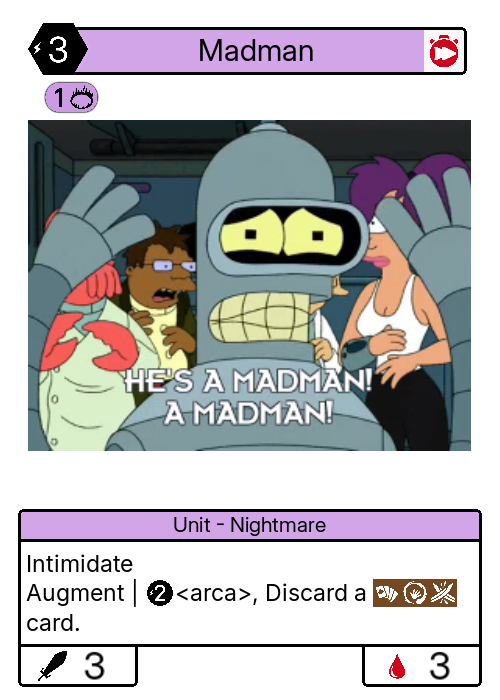 3
Madman
1
HE'S A MADMAN!
A MADMAN!
Unit - Nightmare
Intimidate
Augment | 2<arca>, Discard a
card.
3
3